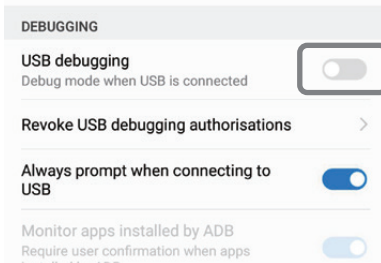 DEBUGGING
USB debugging
Debug mode when USB is connected
Revoke USB debugging authorisations
Always prompt when connecting to
USB
Monitor apps installed by ADB
Require user confirmation when apps